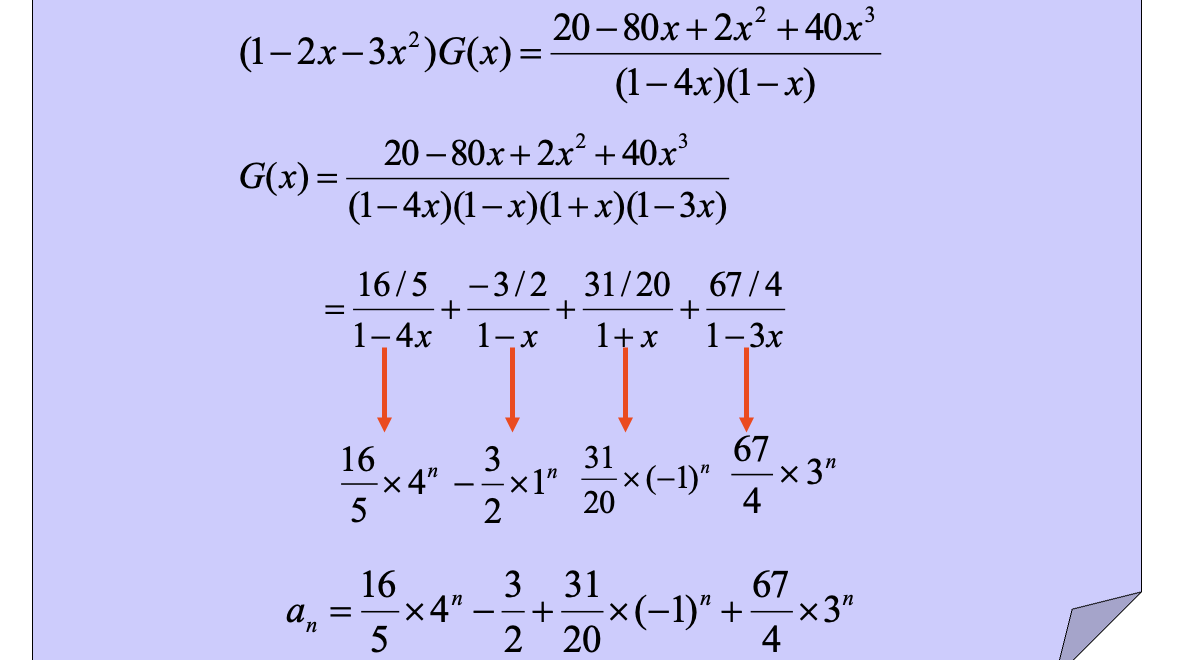 (1−2x−3x²)G(x) = (20−80x+2x²+40x³)/((1−4x)(1−x))
G(x) = (20−80x+2x²+40x³)/((1−4x)(1−x)(1+x)(1−3x))
= (16/5)/(1−4x) + (−3/2)/(1−x) + (31/20)/(1+x) + (67/4)/(1−3x)
16/5 × 4ⁿ − 3/2 × 1ⁿ 31/20 × (−1)ⁿ 67/4 × 3ⁿ
aₙ = 16/5 × 4ⁿ − 3/2 + 31/20 × (−1)ⁿ + 67/4 × 3ⁿ